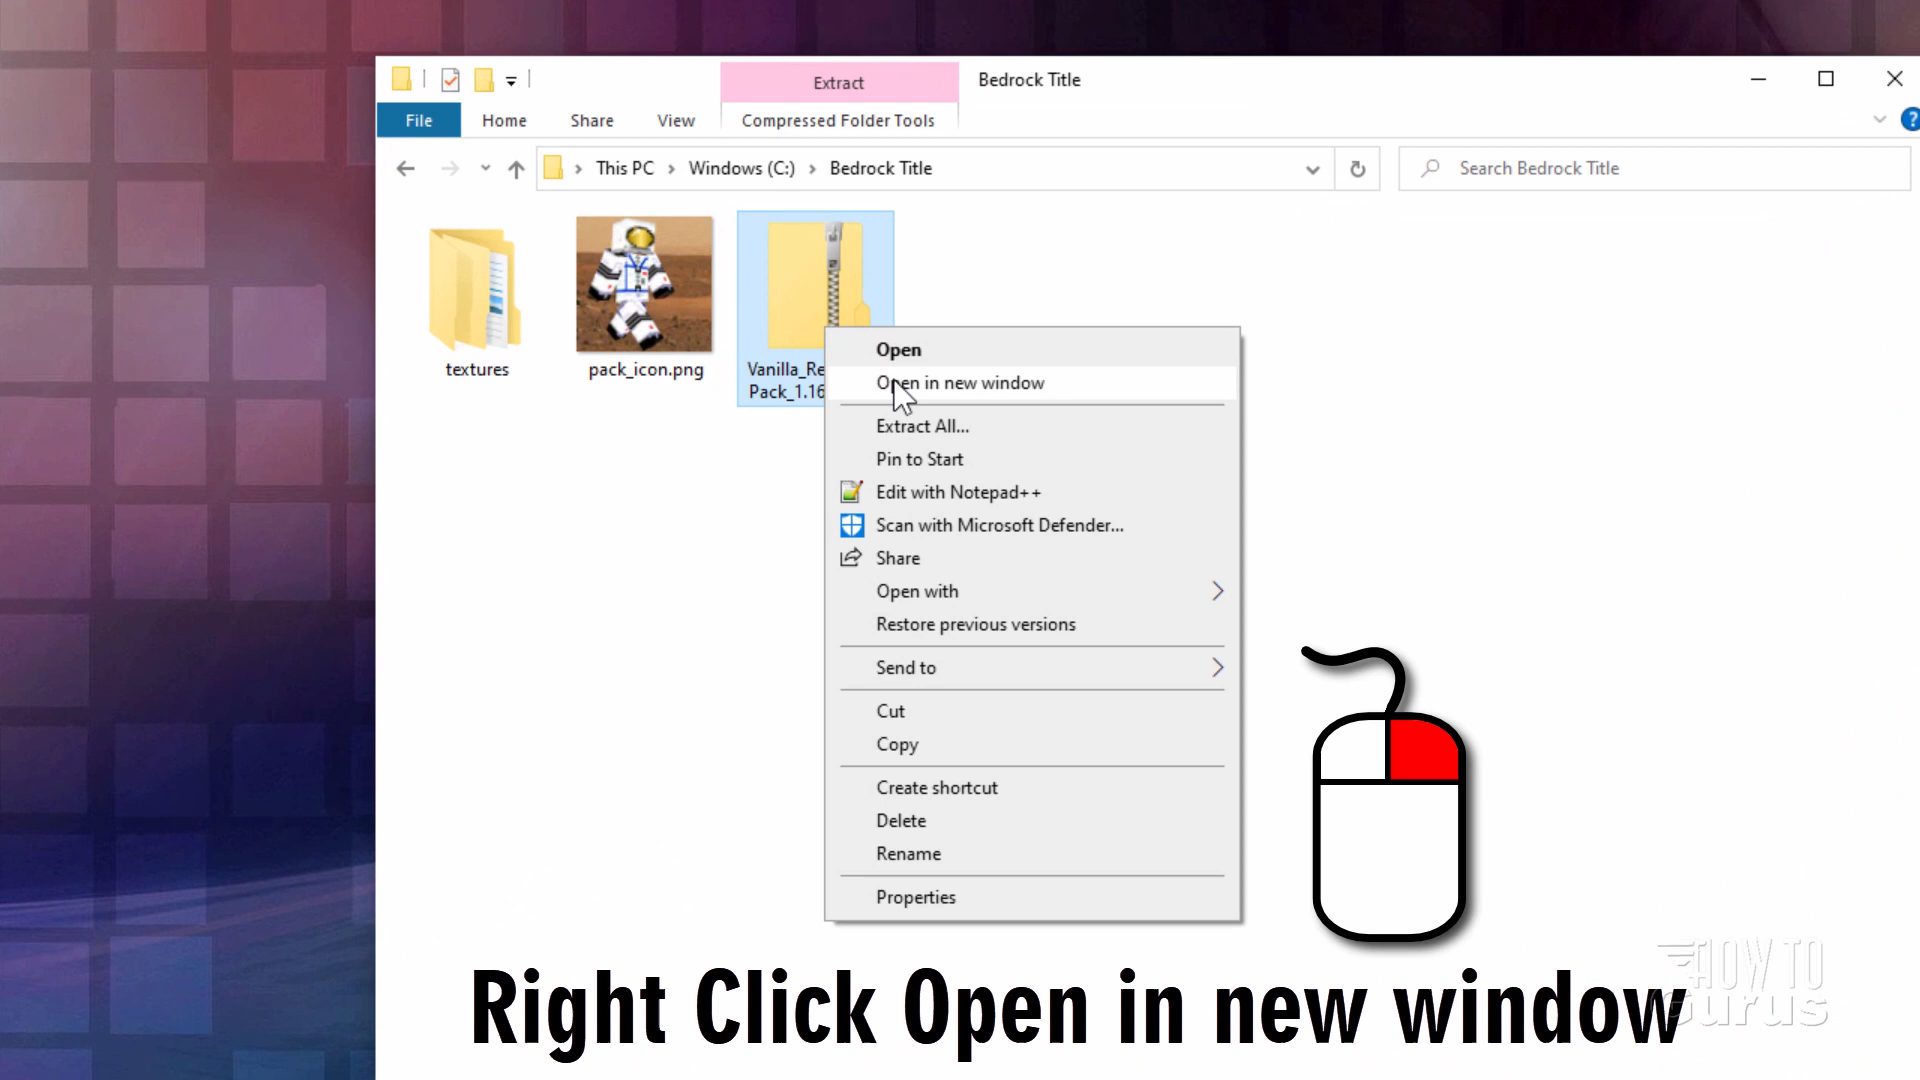 Extract
Bedrock Title
File
Home
Share
View
Compressed Folder Tools
?
This PC > Windows (C:) > Bedrock Title
Search Bedrock Title
textures
pack_icon.png
Vanilla_Re
Pack_1.16
Open
Open in new window
Extract All...
Pin to Start
Edit with Notepad++
Scan with Microsoft Defender...
Share
Open with
Restore previous versions
Send to
Cut
Copy
Create shortcut
Delete
Rename
Properties
Right Click Open in new window
HOW TO
Gurus